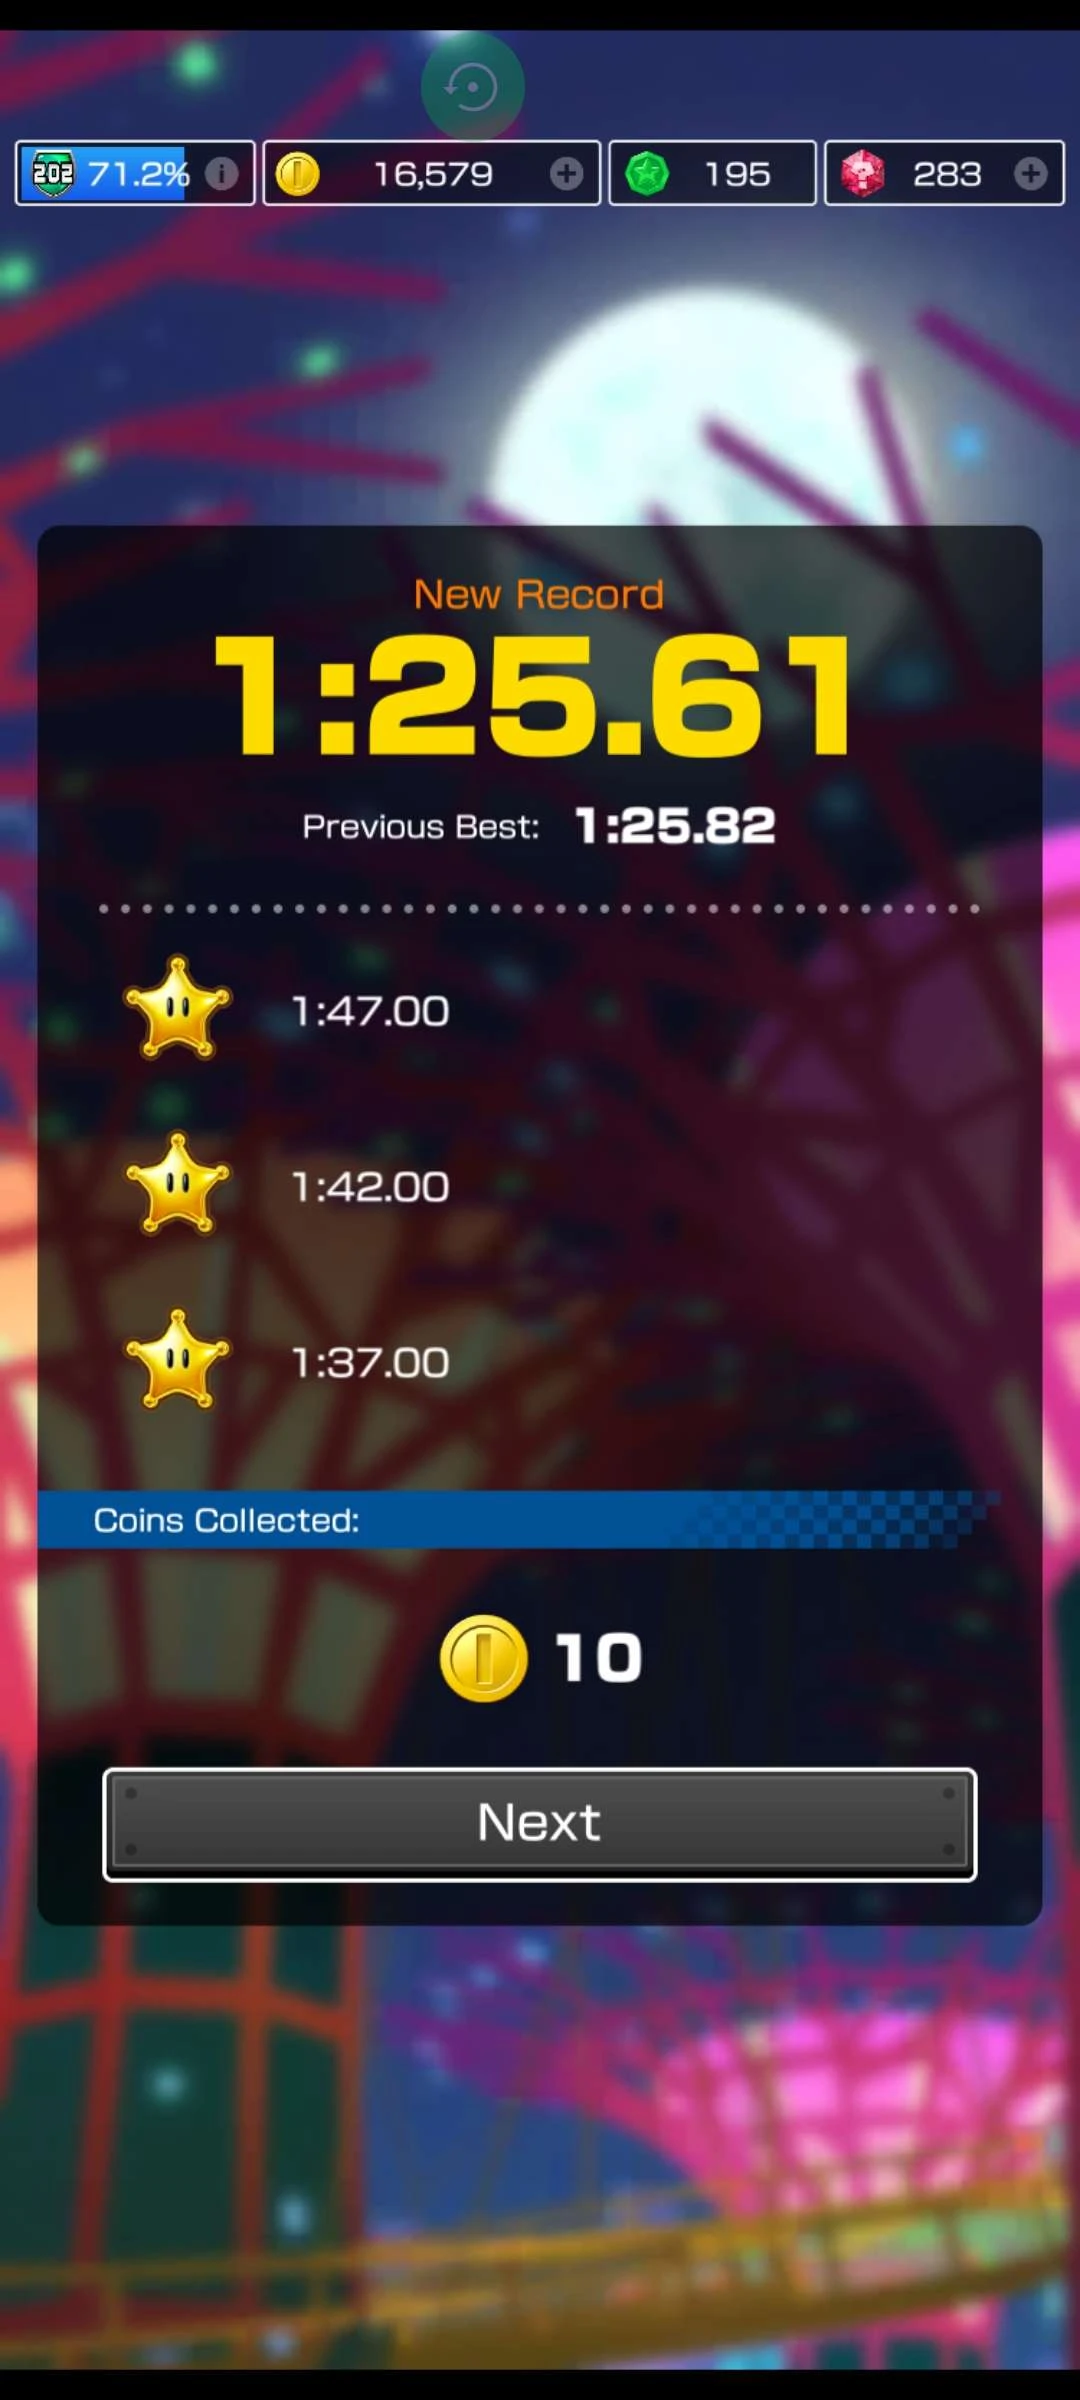 202 71.2% i 16,579 + 195 283 +
New Record
1:25.61
Previous Best: 1:25.82
1:47.00
1:42.00
1:37.00
Coins Collected:
10
Next